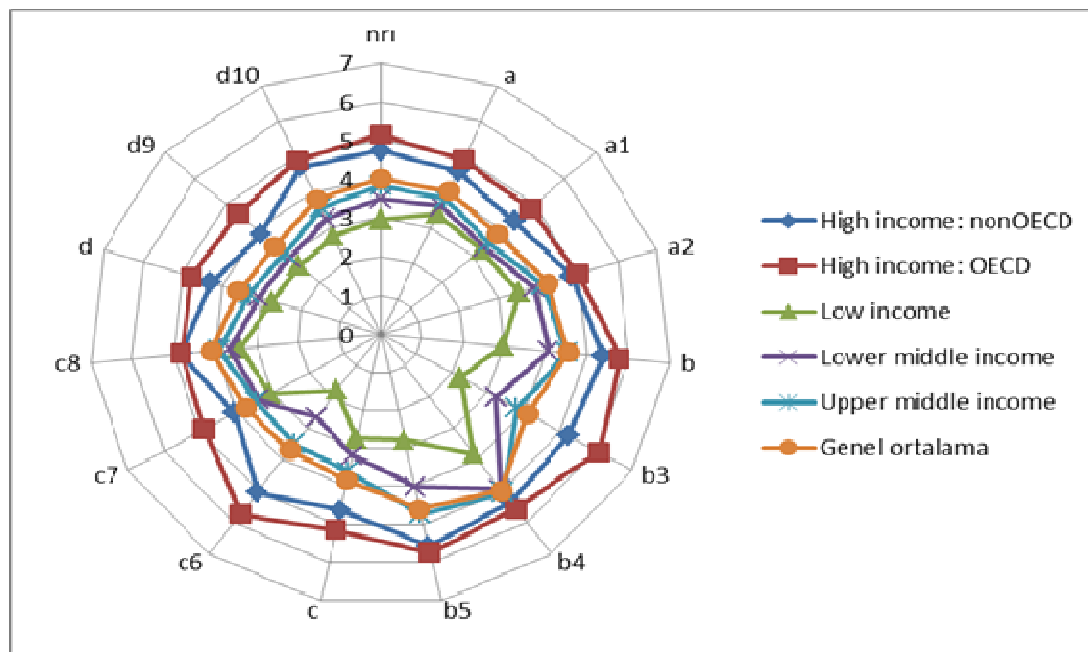 nri
a
a1
a2
b
b3
b4
b5
c
c6
c7
c8
d
d9
d10
7
6
5
4
3
2
1
0
High income: nonOECD
High income: OECD
Low income
Lower middle income
Upper middle income
Genel ortalama